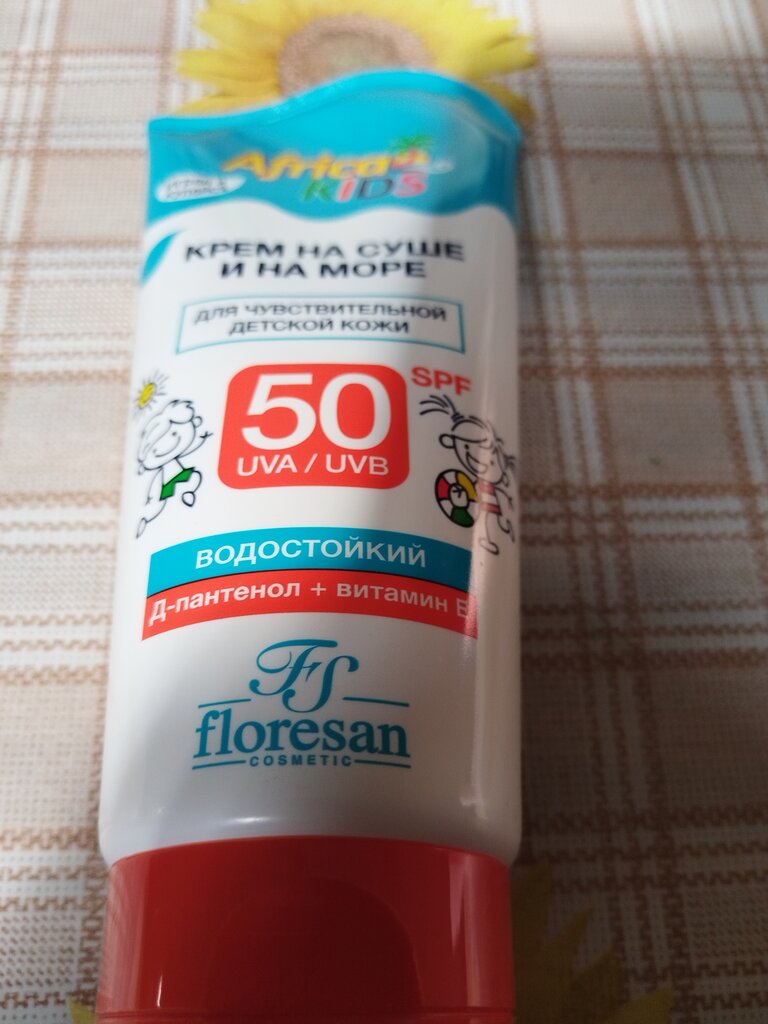 Africa
KIDS
КРЕМ НА СУШЕ
И НА МОРЕ
ДЛЯ ЧУВСТВИТЕЛЬНОЙ
ДЕТСКОЙ КОЖИ
50 SPF
UVA / UVB
ВОДОСТОЙКИЙ
Д-пантенол + витамин Е
FS
floresan
COSMETIC